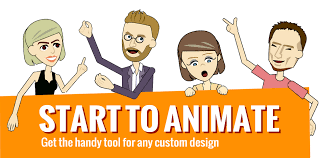 START TO ANIMATE
Get the handy tool for any custom design